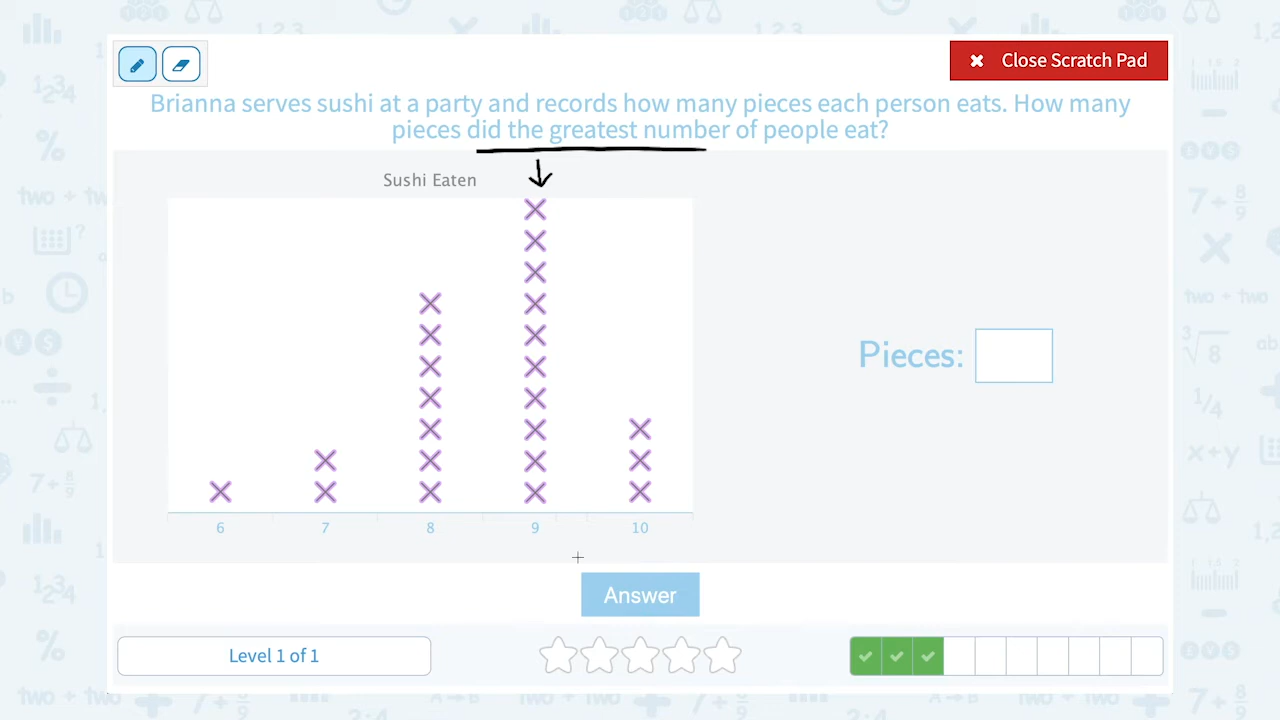 Close Scratch Pad
Brianna serves sushi at a party and records how many pieces each person eats. How many
pieces did the greatest number of people eat?
Sushi Eaten
Pieces:
6 7 8 9 10
Answer
Level 1 of 1